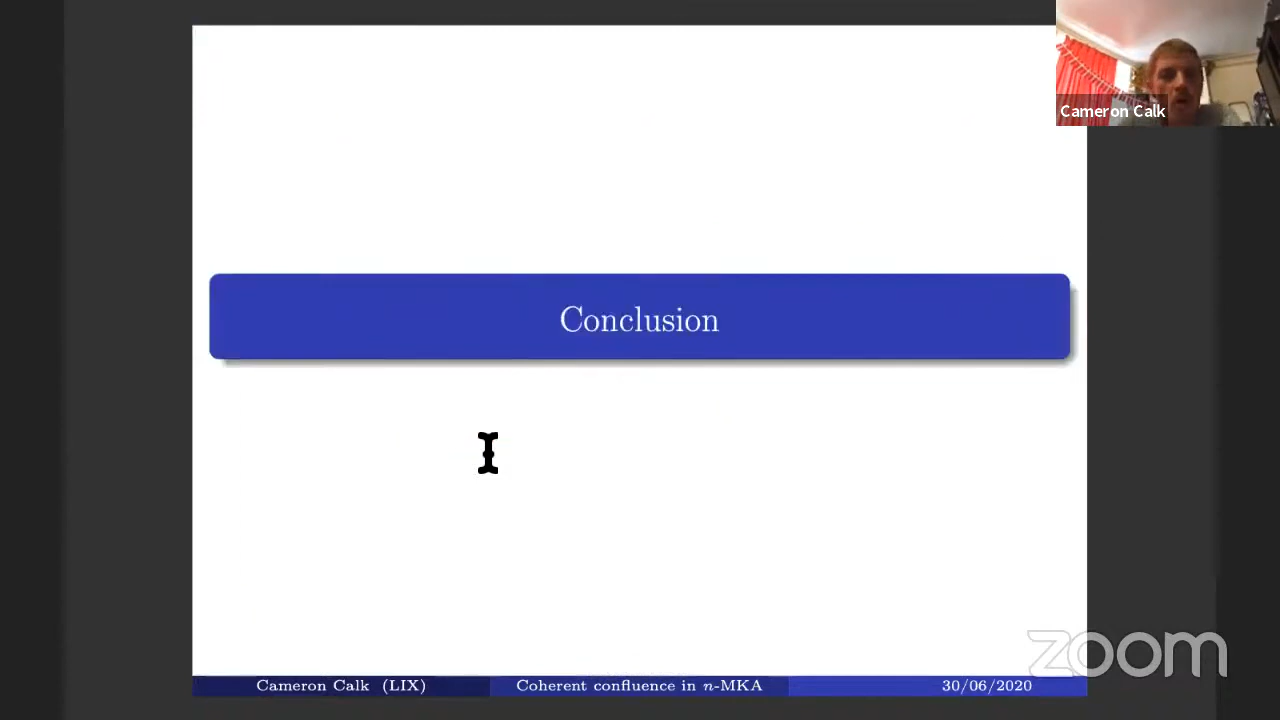 Cameron Calk
Conclusion
zoom
Cameron Calk (LIX)
Coherent confluence in n-MKA
30/06/2020